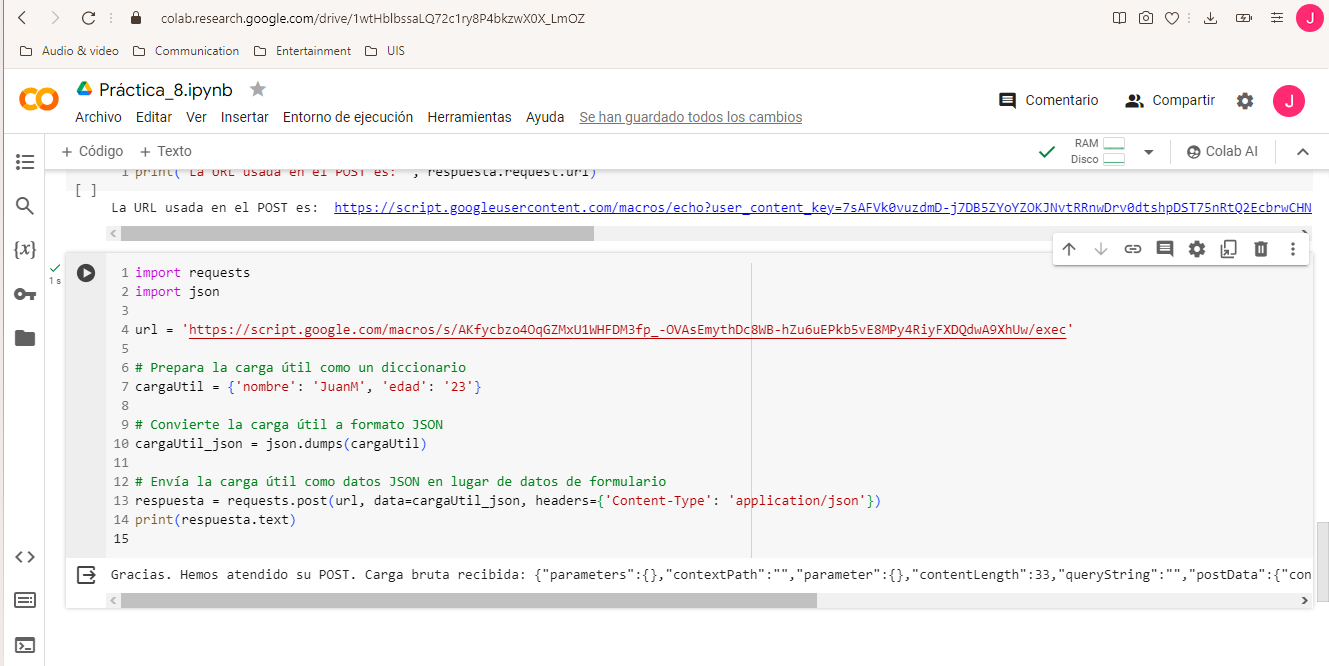 colab.research.google.com/drive/1wtHblbssaLQ72c1ry8P4bkzwX0X_LmOZ
J
Audio & video
Communication
Entertainment
UIS
Práctica_8.ipynb
Archivo Editar Ver Insertar Entorno de ejecución Herramientas Ayuda Se han guardado todos los cambios
Comentario
Compartir
J
+ Código + Texto
RAM
Disco
Colab AI
1 print("La URL usada en el POST es: ", respuesta.request.url)
[ ]
La URL usada en el POST es: https://script.googleusercontent.com/macros/echo?user_content_key=7sAFVk0vuzdmD-j7DB5ZYoYZOKJNvtRRnwDrv0dtshpDST75nRtQ2EcbrwCHN
{x}
1 s
1 import requests
2 import json
3
4 url = 'https://script.google.com/macros/s/AKfycbzo4OqGZMxU1WHFDM3fp_-OVAsEmythDc8WB-hZu6uEPkb5vE8MPy4RiyFXDQdwA9XhUw/exec'
5
6 # Prepara la carga útil como un diccionario
7 cargaUtil = {'nombre': 'JuanM', 'edad': '23'}
8
9 # Convierte la carga útil a formato JSON
10 cargaUtil_json = json.dumps(cargaUtil)
11
12 # Envía la carga útil como datos JSON en lugar de datos de formulario
13 respuesta = requests.post(url, data=cargaUtil_json, headers={'Content-Type': 'application/json'})
14 print(respuesta.text)
15
Gracias. Hemos atendido su POST. Carga bruta recibida: {"parameters":{},"contextPath":"","parameter":{},"contentLength":33,"queryString":"","postData":{"con